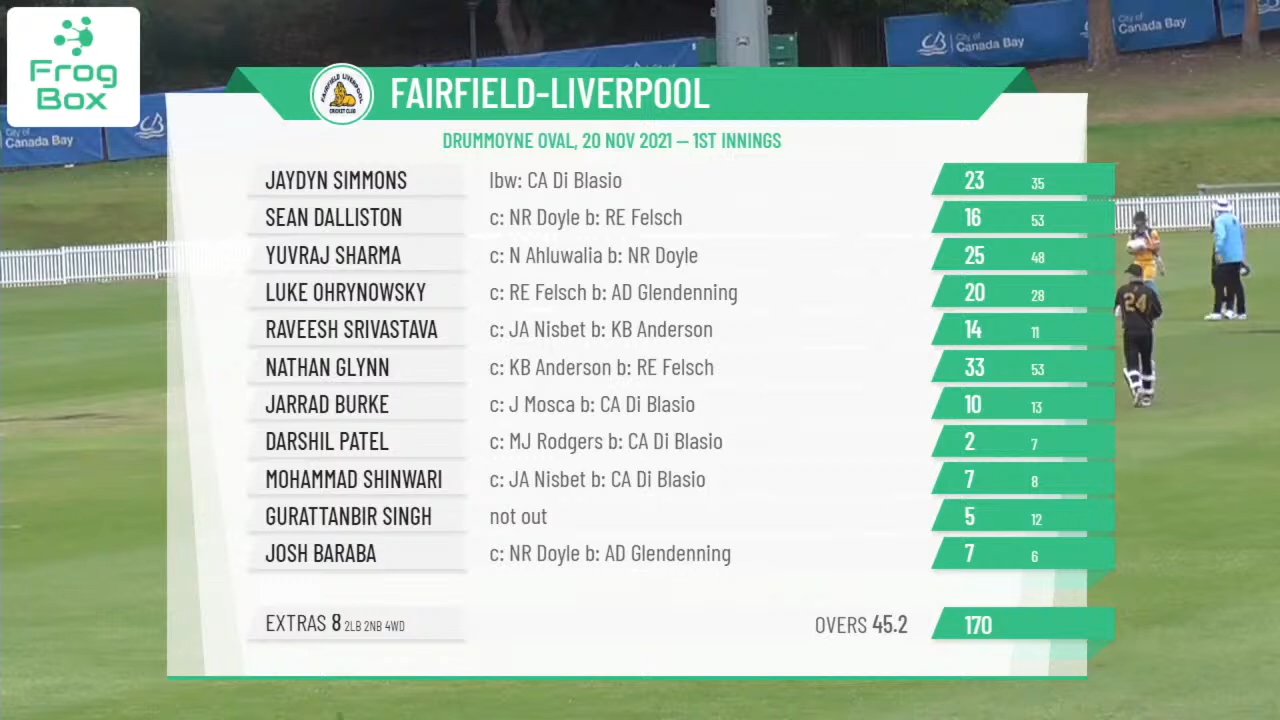 Frog
Box
City of
Canada Bay
City of
Canada Bay
FAIRFIELD LIVERPOOL
CRICKET CLUB
FAIRFIELD-LIVERPOOL
DRUMMOYNE OVAL, 20 NOV 2021 – 1ST INNINGS
JAYDYN SIMMONS lbw: CA Di Blasio 23 35
SEAN DALLISTON c: NR Doyle b: RE Felsch 16 53
YUVRAJ SHARMA c: N Ahluwalia b: NR Doyle 25 48
LUKE OHRYNOWSKY c: RE Felsch b: AD Glendenning 20 28
RAVEESH SRIVASTAVA c: JA Nisbet b: KB Anderson 14 11
NATHAN GLYNN c: KB Anderson b: RE Felsch 33 53
JARRAD BURKE c: J Mosca b: CA Di Blasio 10 13
DARSHIL PATEL c: MJ Rodgers b: CA Di Blasio 2 7
MOHAMMAD SHINWARI c: JA Nisbet b: CA Di Blasio 7 8
GURATTANBIR SINGH not out 5 12
JOSH BARABA c: NR Doyle b: AD Glendenning 7 6
EXTRAS 8 2LB 2NB 4WD OVERS 45.2 170
24
City of
Canada Bay